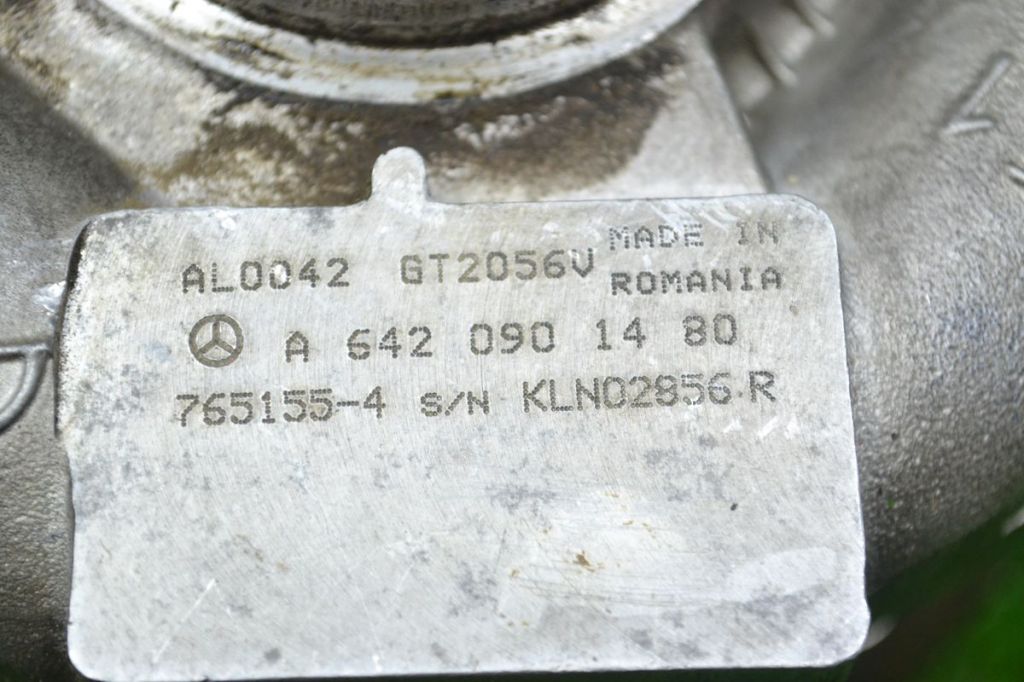 AL0042 GT2056V MADE IN
ROMANIA
A 642 090 14 80
765155-4 S/N KLN02856.R